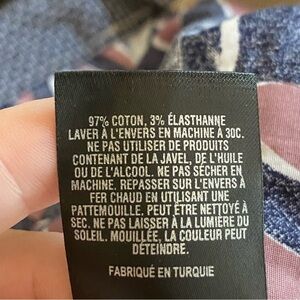 97% COTON, 3% ÉLASTHANNE
LAVER À L'ENVERS EN MACHINE À 30C.
NE PAS UTILISER DE PRODUITS
CONTENANT DE LA JAVEL, DE L'HUILE
OU DE L'ALCOOL. NE PAS SÉCHER EN
MACHINE. REPASSER SUR L'ENVERS À
FER CHAUD EN UTILISANT UNE
PATTEMOUILLE. PEUT ÊTRE NETTOYÉ À
SEC. NE PAS LAISSER À LA LUMIÈRE DU
SOLEIL. MOUILLÉE, LA COULEUR PEUT
DÉTEINDRE.
FABRIQUÉ EN TURQUIE